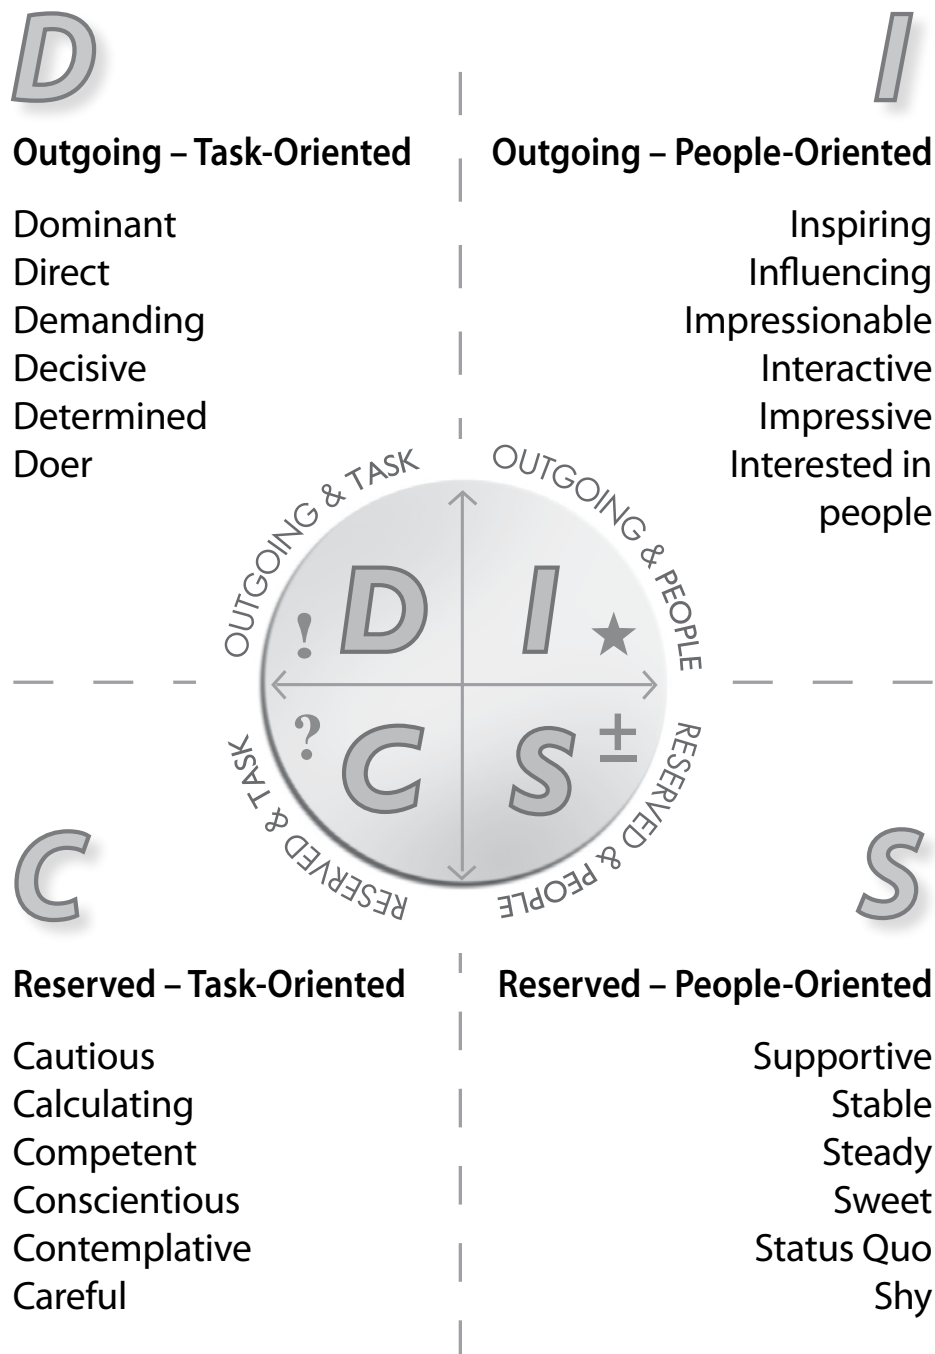 D
Outgoing – Task-Oriented
Dominant
Direct
Demanding
Decisive
Determined
Doer
I
Outgoing – People-Oriented
Inspiring
Influencing
Impressionable
Interactive
Impressive
Interested in
people
OUTGOING & TASK
OUTGOING & PEOPLE
! D
I ★
? C
S ±
RESERVED & TASK
RESERVED & PEOPLE
C
Reserved – Task-Oriented
Cautious
Calculating
Competent
Conscientious
Contemplative
Careful
S
Reserved – People-Oriented
Supportive
Stable
Steady
Sweet
Status Quo
Shy